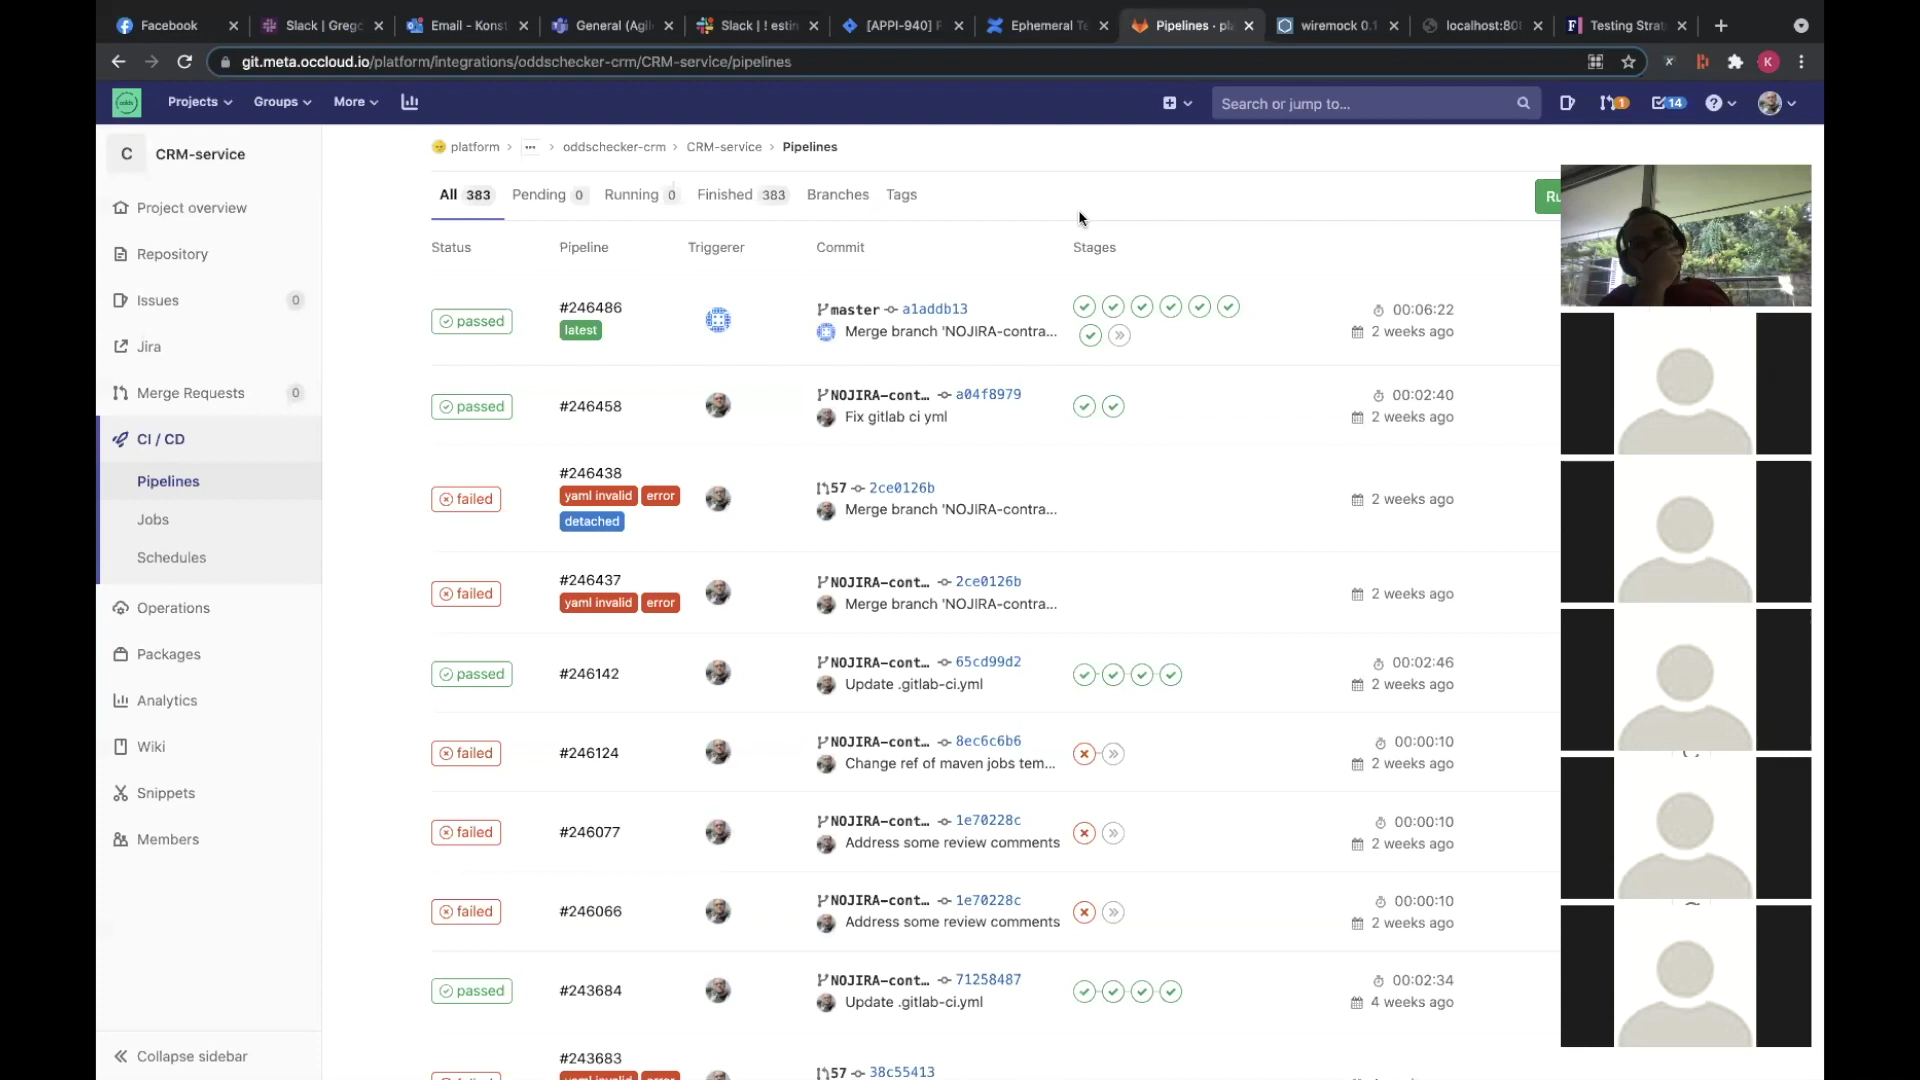 Facebook
Slack | Grego
Email - Konst
General (Agil
Slack | ! estin
[APPI-940] F
Ephemeral Te
Pipelines · pla
wiremock 0.1
localhost:808
Testing Strat
git.meta.occloud.io/platform/integrations/oddschecker-crm/CRM-service/pipelines
K
odds
Projects
Groups
More
Search or jump to...
1
14
C CRM-service
Project overview
Repository
Issues 0
Jira
Merge Requests 0
CI / CD
Pipelines
Jobs
Schedules
Operations
Packages
Analytics
Wiki
Snippets
Members
Collapse sidebar
platform > ... > oddschecker-crm > CRM-service > Pipelines
All 383 Pending 0 Running 0 Finished 383 Branches Tags
Ru
Status Pipeline Triggerer Commit Stages
passed #246486 latest master a1addb13 00:06:22
Merge branch 'NOJIRA-contra... 2 weeks ago
passed #246458 NOJIRA-cont... a04f8979 00:02:40
Fix gitlab ci yml 2 weeks ago
failed #246438 yaml invalid error detached 57 2ce0126b
Merge branch 'NOJIRA-contra... 2 weeks ago
failed #246437 yaml invalid error NOJIRA-cont... 2ce0126b
Merge branch 'NOJIRA-contra... 2 weeks ago
passed #246142 NOJIRA-cont... 65cd99d2 00:02:46
Update .gitlab-ci.yml 2 weeks ago
failed #246124 NOJIRA-cont... 8ec6c6b6 00:00:10
Change ref of maven jobs tem... 2 weeks ago
failed #246077 NOJIRA-cont... 1e70228c 00:00:10
Address some review comments 2 weeks ago
failed #246066 NOJIRA-cont... 1e70228c 00:00:10
Address some review comments 2 weeks ago
passed #243684 NOJIRA-cont... 71258487 00:02:34
Update .gitlab-ci.yml 4 weeks ago
#243683 57 38c55413